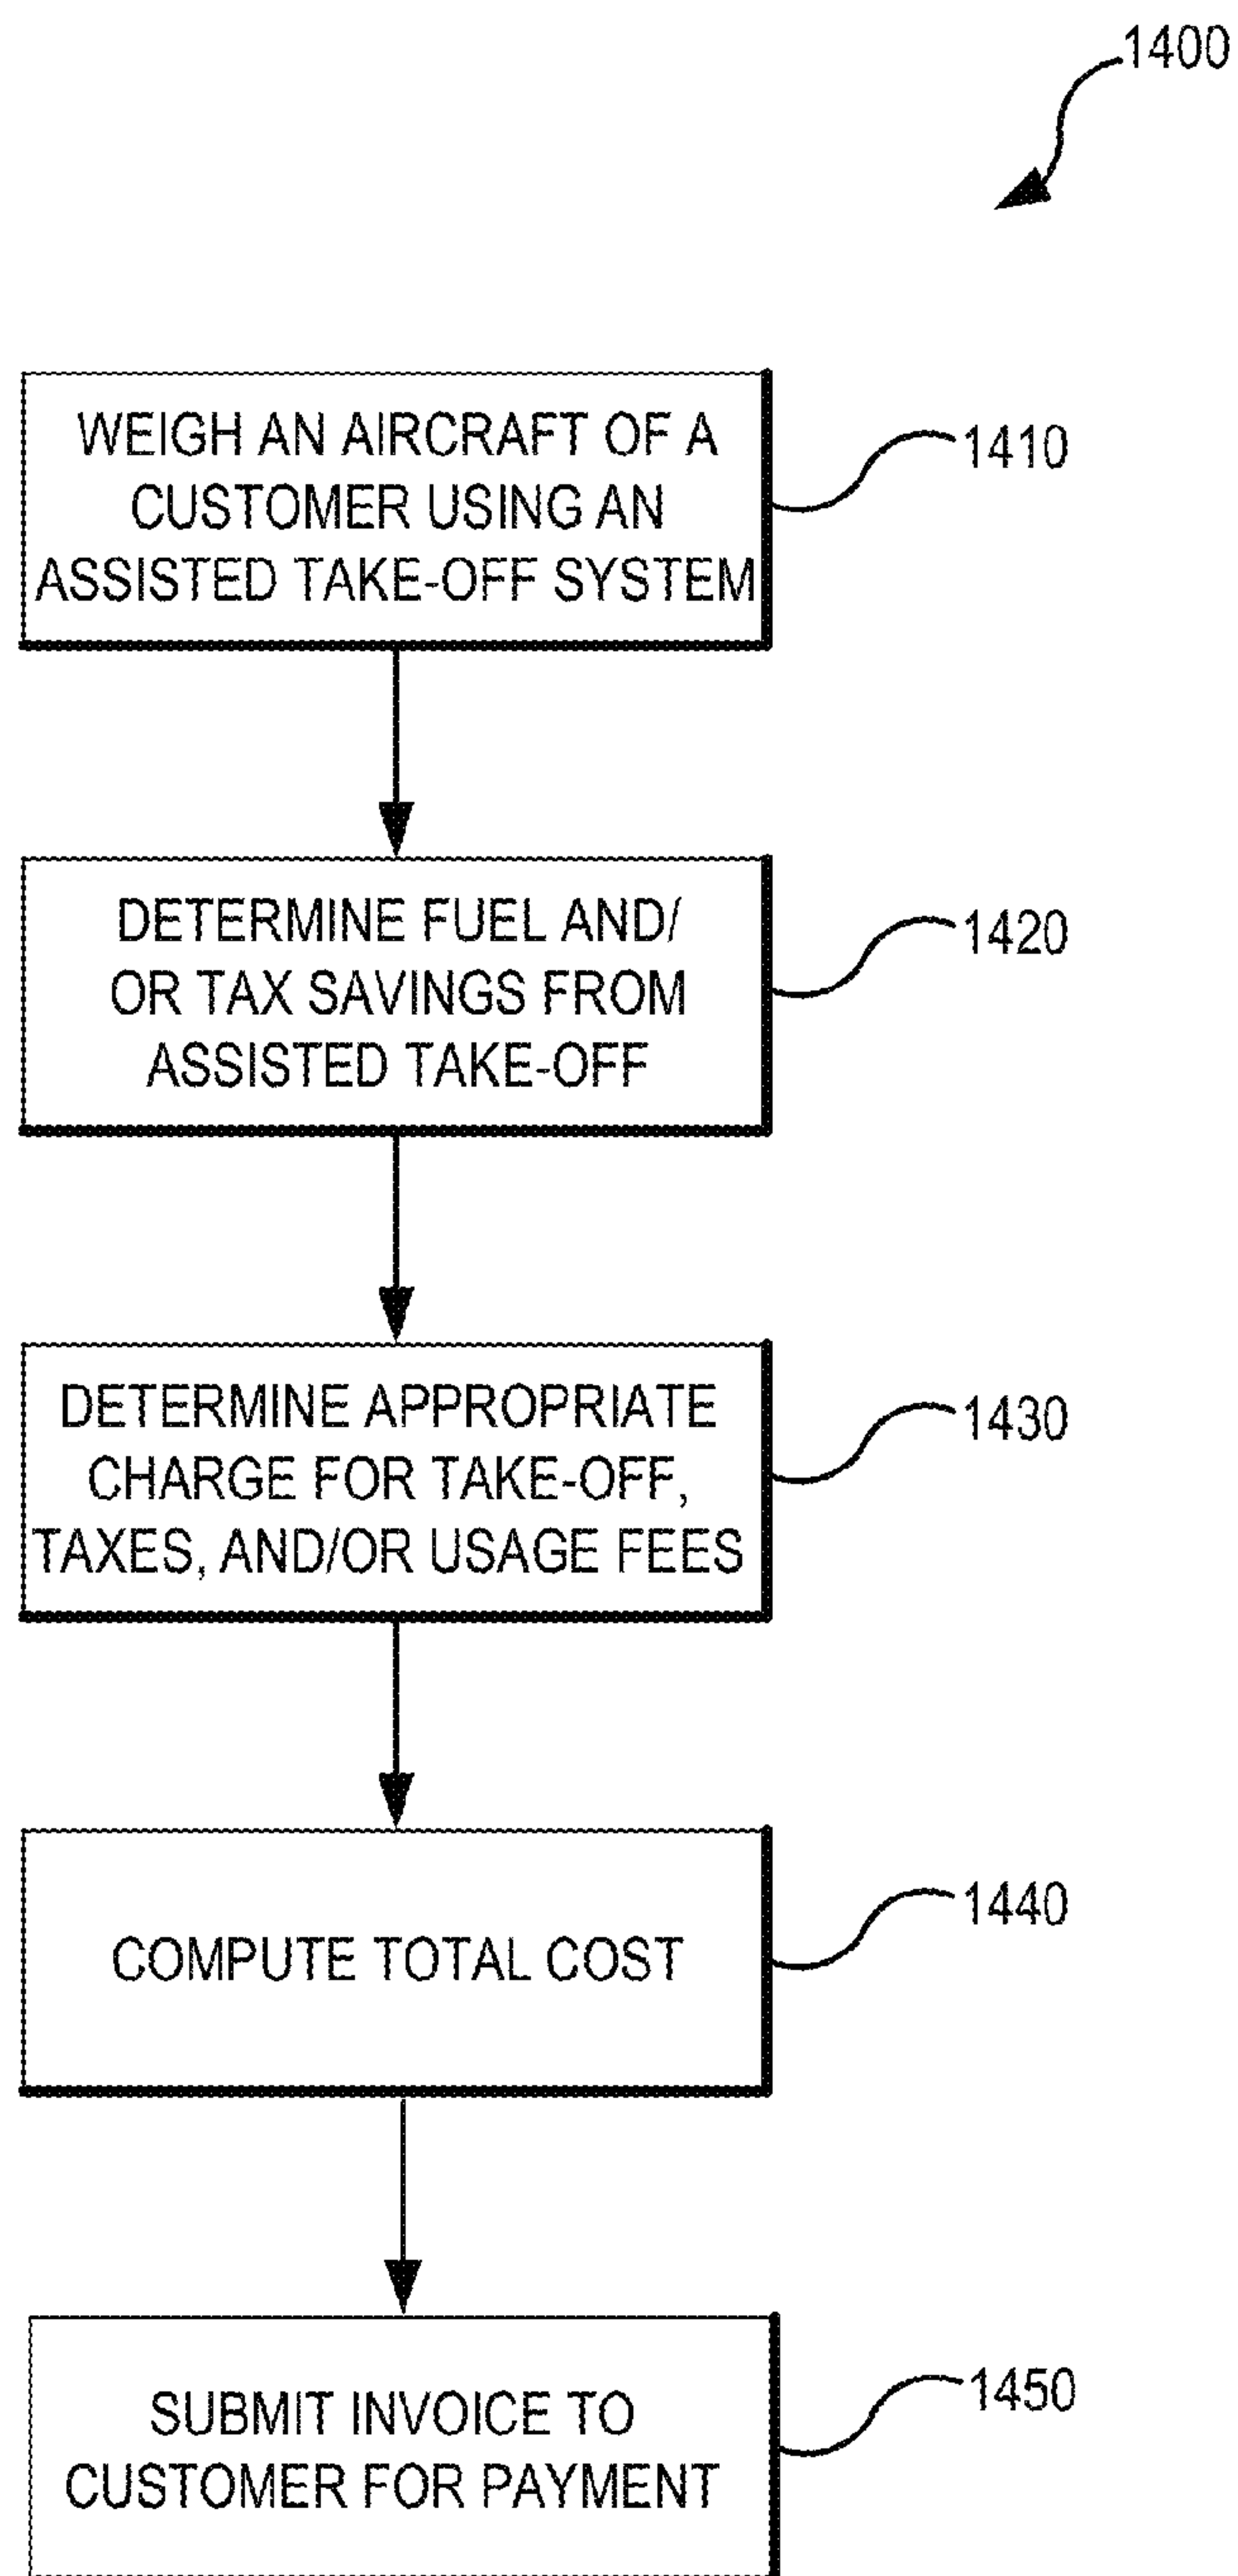 1400
WEIGH AN AIRCRAFT OF A
CUSTOMER USING AN
ASSISTED TAKE-OFF SYSTEM
1410
DETERMINE FUEL AND/
OR TAX SAVINGS FROM
ASSISTED TAKE-OFF
1420
DETERMINE APPROPRIATE
CHARGE FOR TAKE-OFF,
TAXES, AND/OR USAGE FEES
1430
COMPUTE TOTAL COST
1440
SUBMIT INVOICE TO
CUSTOMER FOR PAYMENT
1450